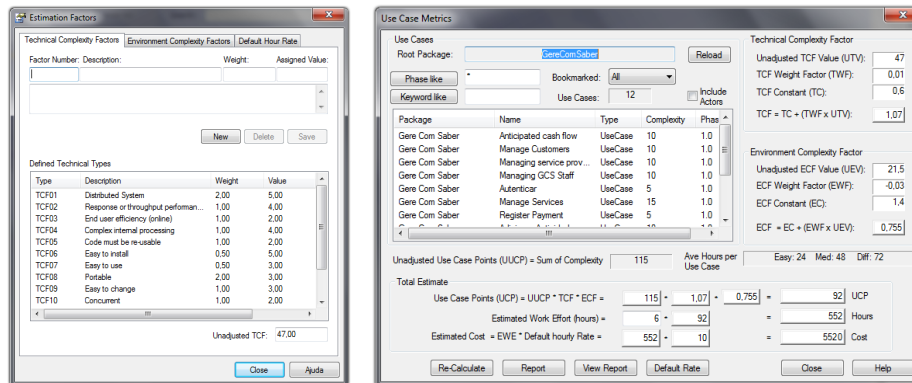 Estimation Factors
Technical Complexity Factors Environment Complexity Factors Default Hour Rate
Factor Number: Description: Weight: Assigned Value:
New Delete Save
Defined Technical Types
Type Description Weight Value
TCF01 Distributed System 2,00 5,00
TCF02 Response or throughput performan... 1,00 4,00
TCF03 End user efficiency (online) 1,00 2,00
TCF04 Complex internal processing 1,00 4,00
TCF05 Code must be re-usable 1,00 2,00
TCF06 Easy to install 0,50 5,00
TCF07 Easy to use 0,50 3,00
TCF08 Portable 2,00 3,00
TCF09 Easy to change 1,00 3,00
TCF10 Concurrent 1,00 2,00
Unadjusted TCF: 47,00
Close Ajuda
Use Case Metrics
Use Cases
Root Package: GereComSaber Reload
Phase like * Bookmarked: All
Keyword like Use Cases: 12 Include Actors
Package Name Type Complexity Phas
Gere Com Saber Anticipated cash flow UseCase 10 1.0
Gere Com Saber Manage Customers UseCase 10 1.0
Gere Com Saber Managing service prov... UseCase 10 1.0
Gere Com Saber Managing GCS Staff UseCase 10 1.0
Gere Com Saber Autenticar UseCase 5 1.0
Gere Com Saber Manage Services UseCase 15 1.0
Gere Com Saber Register Payment UseCase 5 1.0
Technical Complexity Factor
Unadjusted TCF Value (UTV): 47
TCF Weight Factor (TWF): 0,01
TCF Constant (TC): 0,6
TCF = TC + (TWF x UTV): 1,07
Environment Complexity Factor
Unadjusted ECF Value (UEV): 21,5
ECF Weight Factor (EWF): -0,03
ECF Constant (EC): 1,4
ECF = EC + (EWF x UEV): 0,755
Unadjusted Use Case Points (UUCP) = Sum of Complexity 115
Ave Hours per Use Case Easy: 24 Med: 48 Diff: 72
Total Estimate
Use Case Points (UCP) = UUCP * TCF * ECF = 115 * 1,07 * 0,755 = 92 UCP
Estimated Work Effort (hours) = 6 * 92 = 552 Hours
Estimated Cost = EWE * Default hourly Rate = 552 * 10 = 5520 Cost
Re-Calculate Report View Report Default Rate Close Help